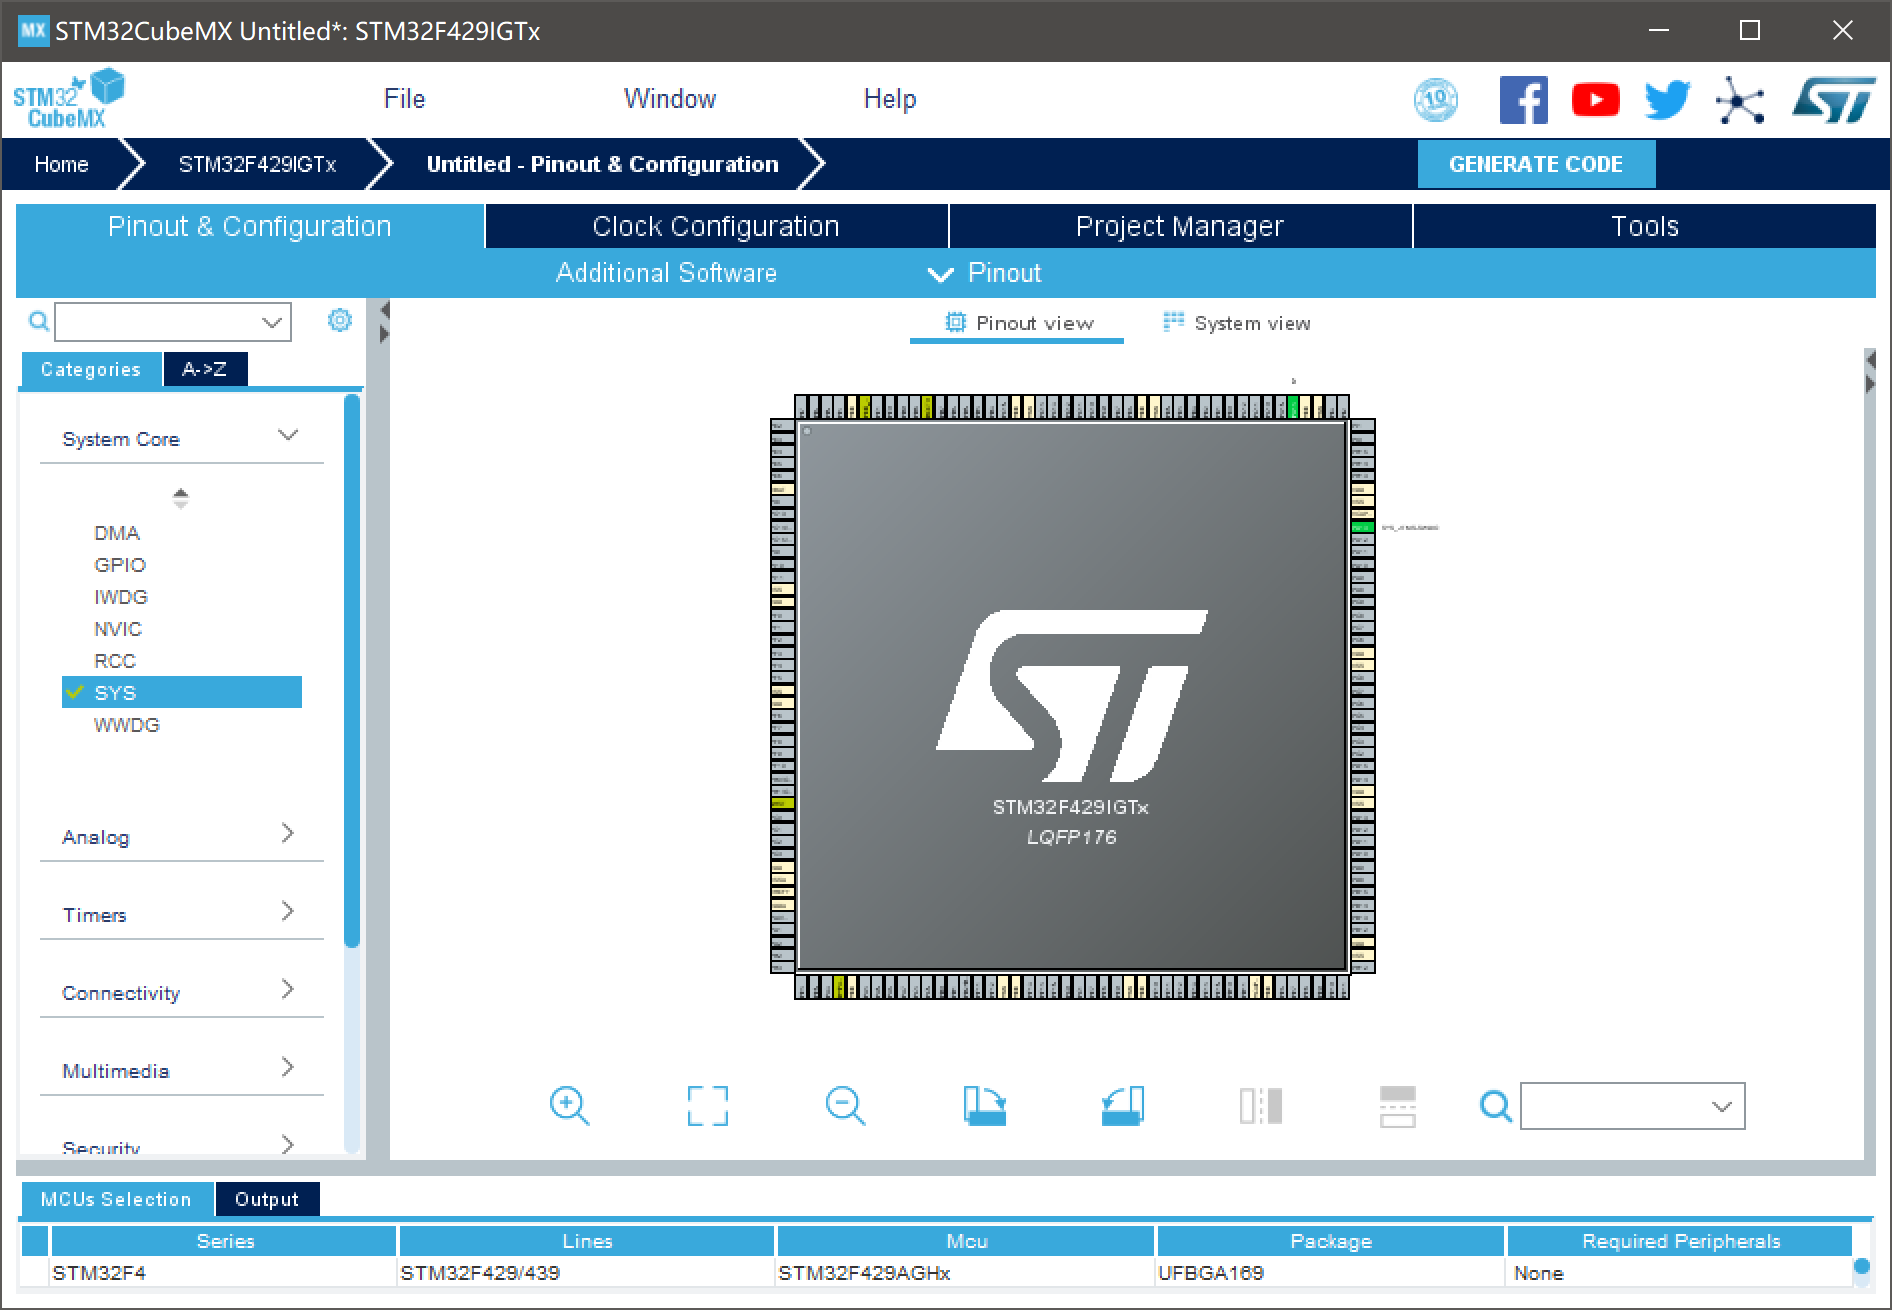 MX STM32CubeMX Untitled*: STM32F429IGTx
STM32
CubeMX
File Window Help
10
ST
Home STM32F429IGTx Untitled - Pinout & Configuration GENERATE CODE
Pinout & Configuration Clock Configuration Project Manager Tools
Additional Software Pinout
Pinout view System view
Categories A->Z
System Core
DMA
GPIO
IWDG
NVIC
RCC
SYS
WWDG
Analog
Timers
Connectivity
Multimedia
Security
ST
STM32F429IGTx
LQFP176
MCUs Selection Output
Series Lines Mcu Package Required Peripherals
STM32F4 STM32F429/439 STM32F429AGHx UFBGA169 None